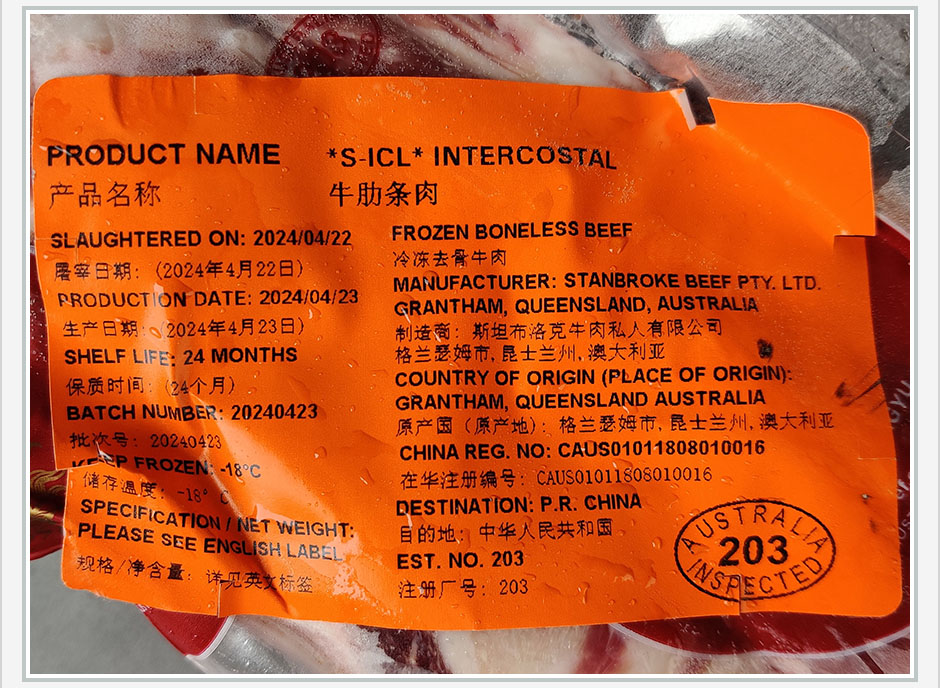 PRODUCT NAME *S-ICL* INTERCOSTAL
产品名称 牛肋条肉
SLAUGHTERED ON: 2024/04/22
屠宰日期：(2024年4月22日)
PRODUCTION DATE: 2024/04/23
生产日期：(2024年4月23日)
SHELF LIFE: 24 MONTHS
保质时间：(24个月)
BATCH NUMBER: 20240423
批次号：20240423
KEEP FROZEN: -18°C
储存温度：-18° C
SPECIFICATION / NET WEIGHT:
PLEASE SEE ENGLISH LABEL
规格/净含量：详见英文标签
FROZEN BONELESS BEEF
冷冻去骨牛肉
MANUFACTURER: STANBROKE BEEF PTY. LTD.
GRANTHAM, QUEENSLAND, AUSTRALIA
制造商：斯坦布洛克牛肉私人有限公司
格兰瑟姆市,昆士兰州,澳大利亚
COUNTRY OF ORIGIN (PLACE OF ORIGIN):
GRANTHAM, QUEENSLAND AUSTRALIA
原产国（原产地）：格兰瑟姆市,昆士兰州,澳大利亚
CHINA REG. NO: CAUS01011808010016
在华注册编号：CAUS01011808010016
DESTINATION: P.R. CHINA
目的地：中华人民共和国
EST. NO. 203
注册厂号：203
AUSTRALIA
203
INSPECTED